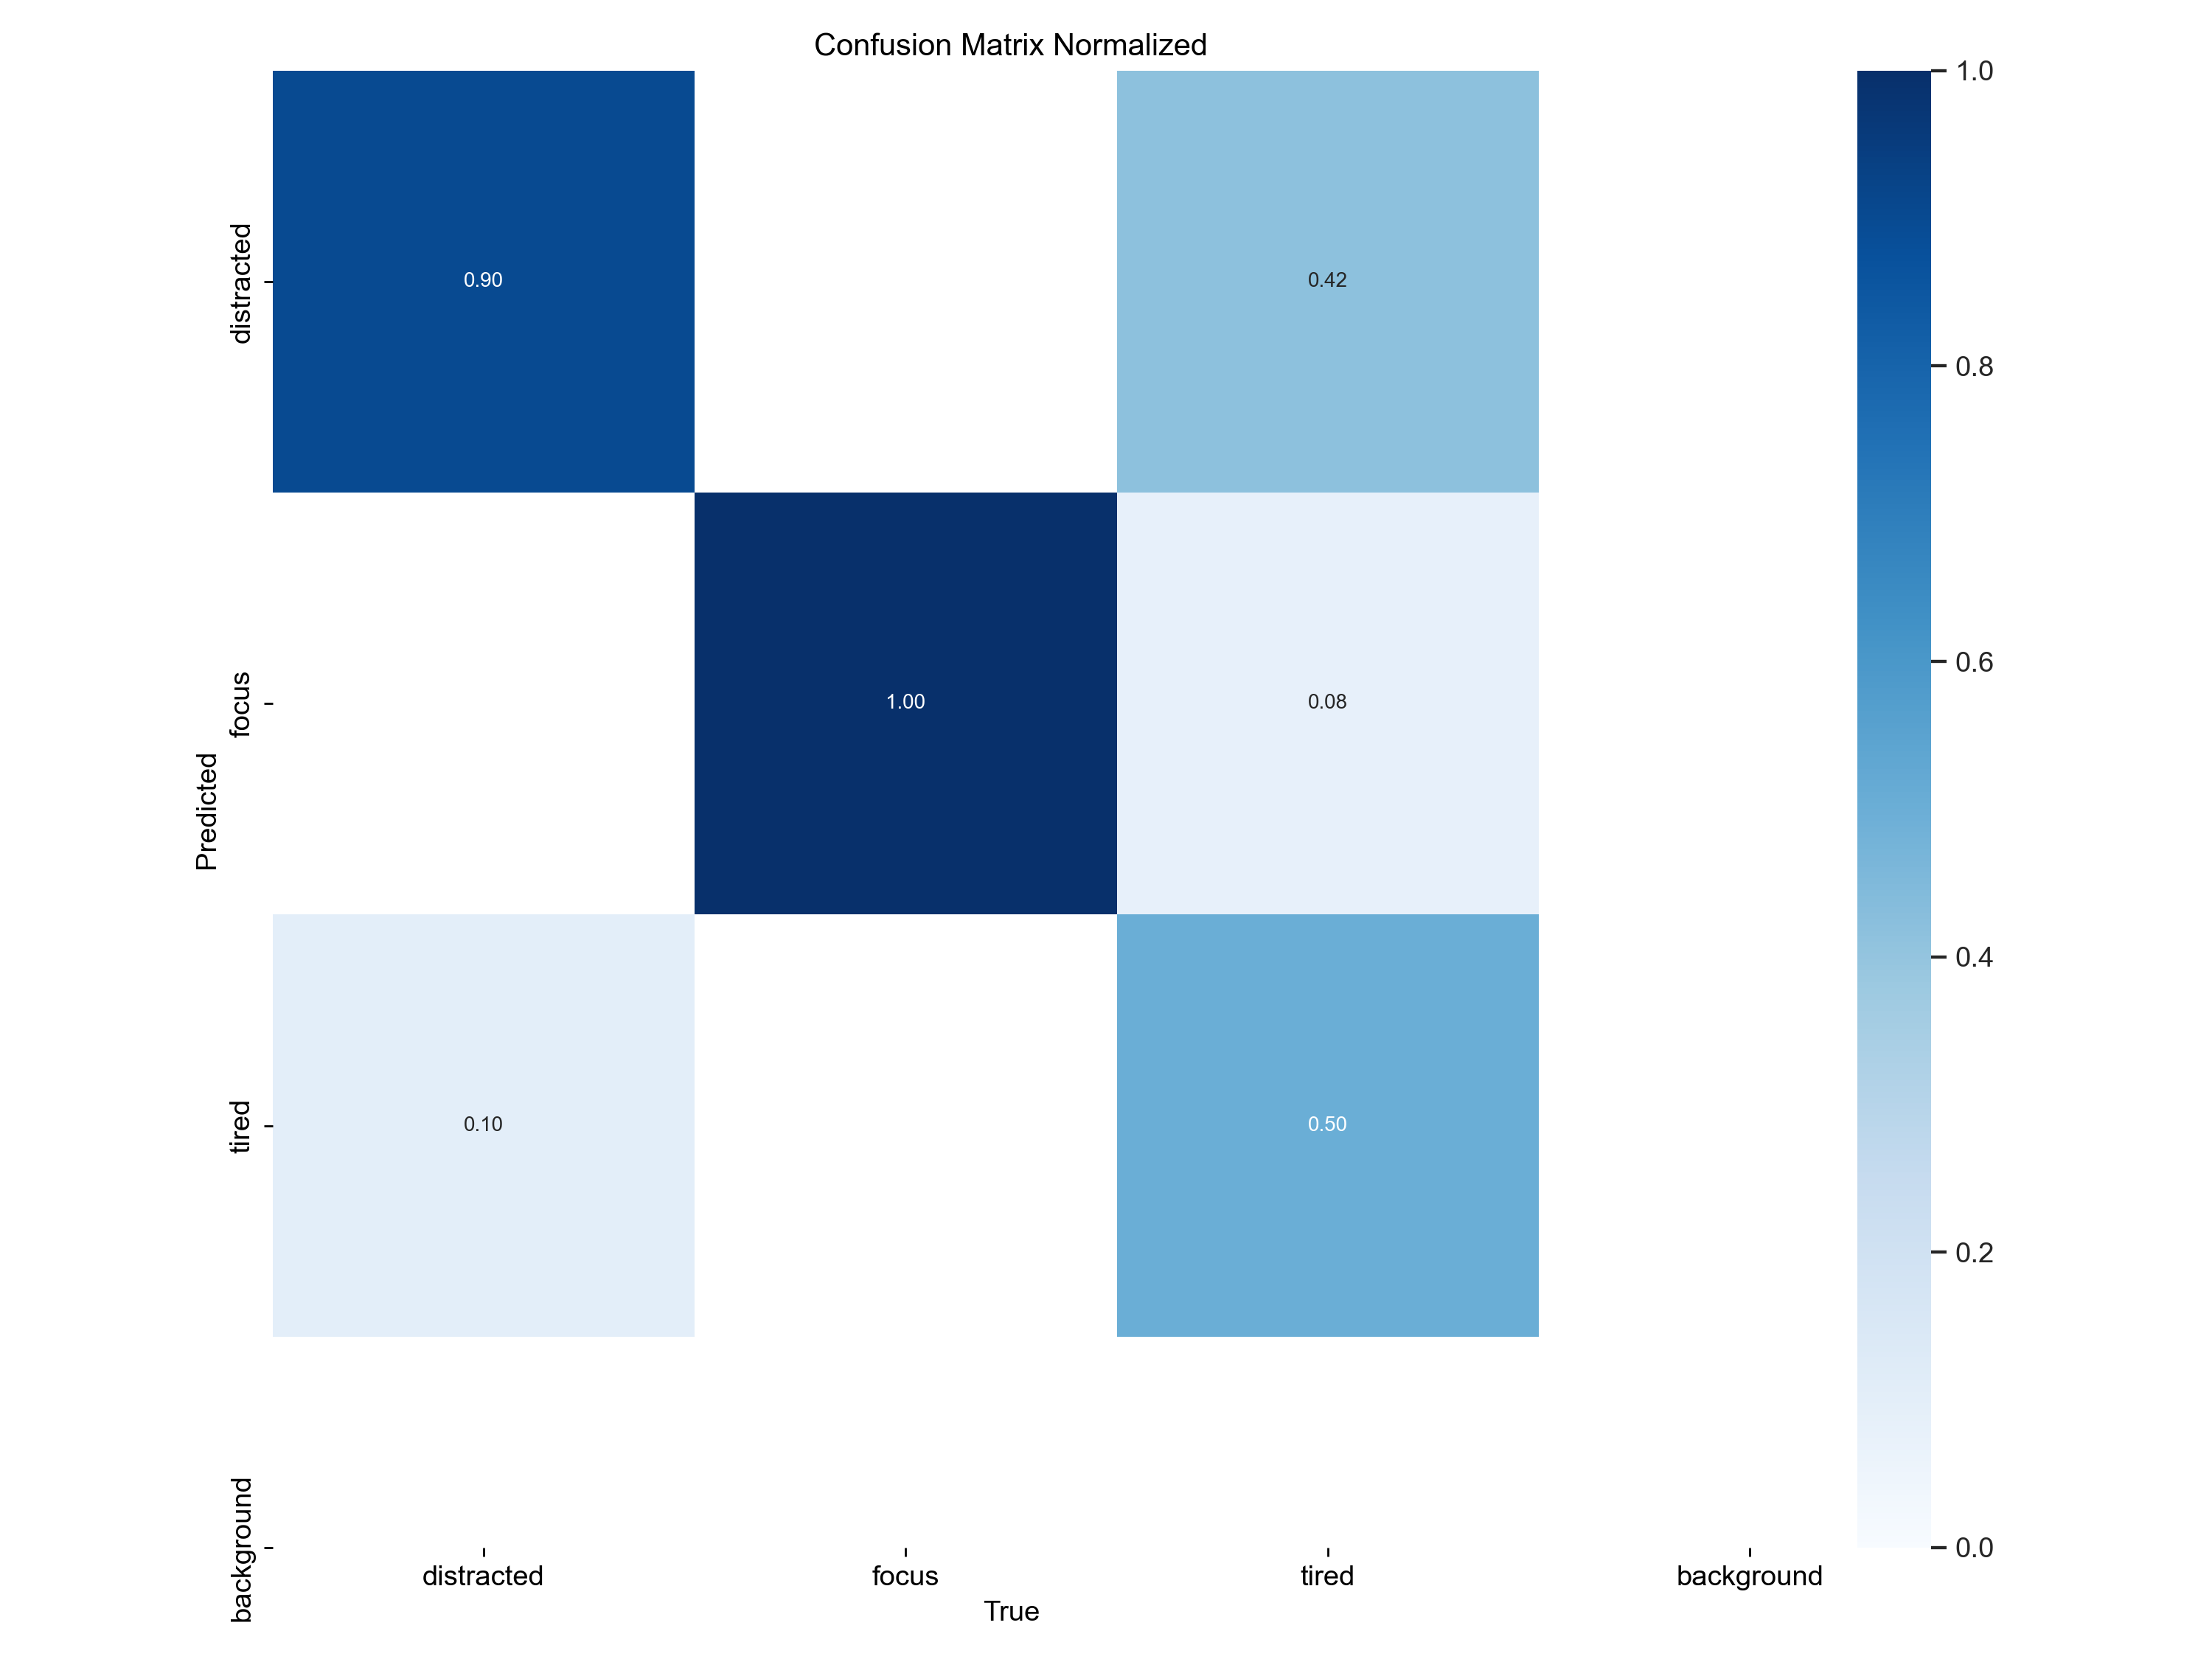 Confusion Matrix Normalized
1.0
distracted
0.90
0.42
0.8
0.6
focus
1.00
0.08
Predicted
0.4
tired
0.10
0.50
0.2
background
0.0
distracted
focus
tired
background
True